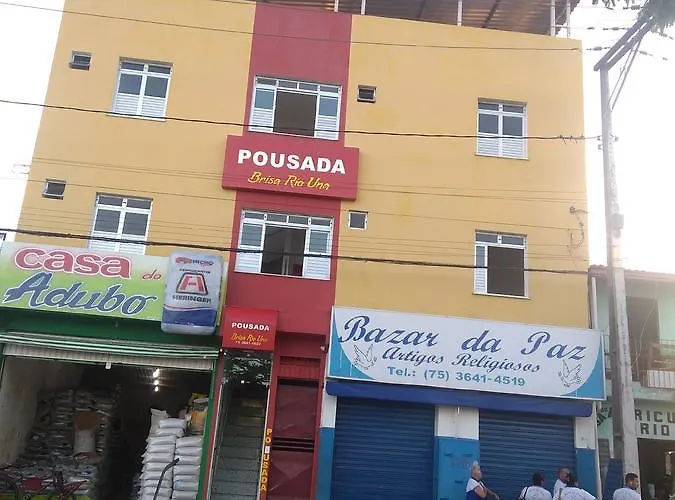 POUSADA
Brisa Rio Una
casa do
Adubo
HERINGER
POUSADA
Brisa Rio Una
Bazar da Paz
Artigos Religiosos
Tel.: (75) 3641-4519
POUSADA